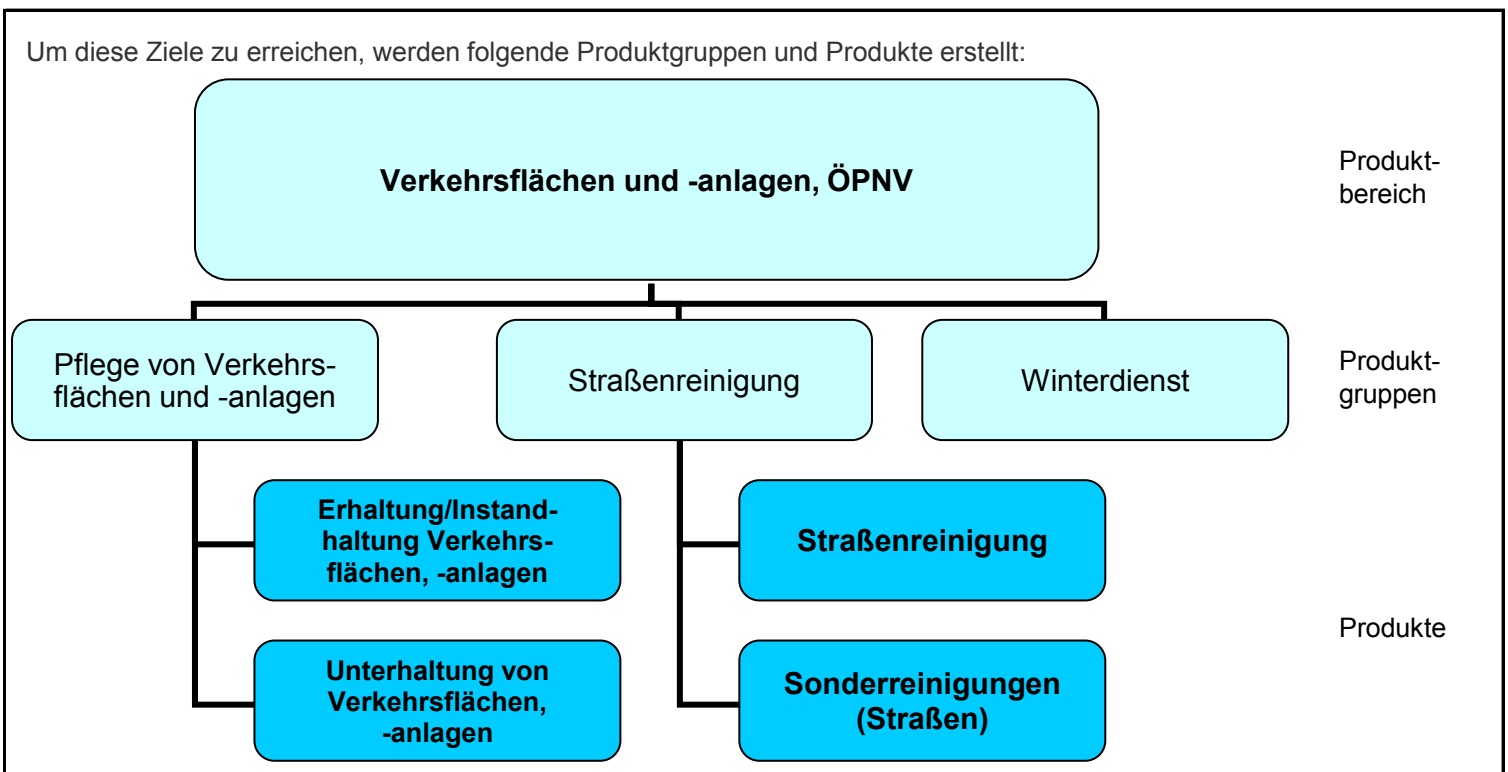 Um diese Ziele zu erreichen, werden folgende Produktgruppen und Produkte erstellt:
Verkehrsflächen und -anlagen, ÖPNV
Produkt-
bereich
Pflege von Verkehrs-
flächen und -anlagen
Straßenreinigung
Winterdienst
Produkt-
gruppen
Erhaltung/Instand-
haltung Verkehrs-
flächen, -anlagen
Straßenreinigung
Unterhaltung von
Verkehrsflächen,
-anlagen
Sonderreinigungen
(Straßen)
Produkte